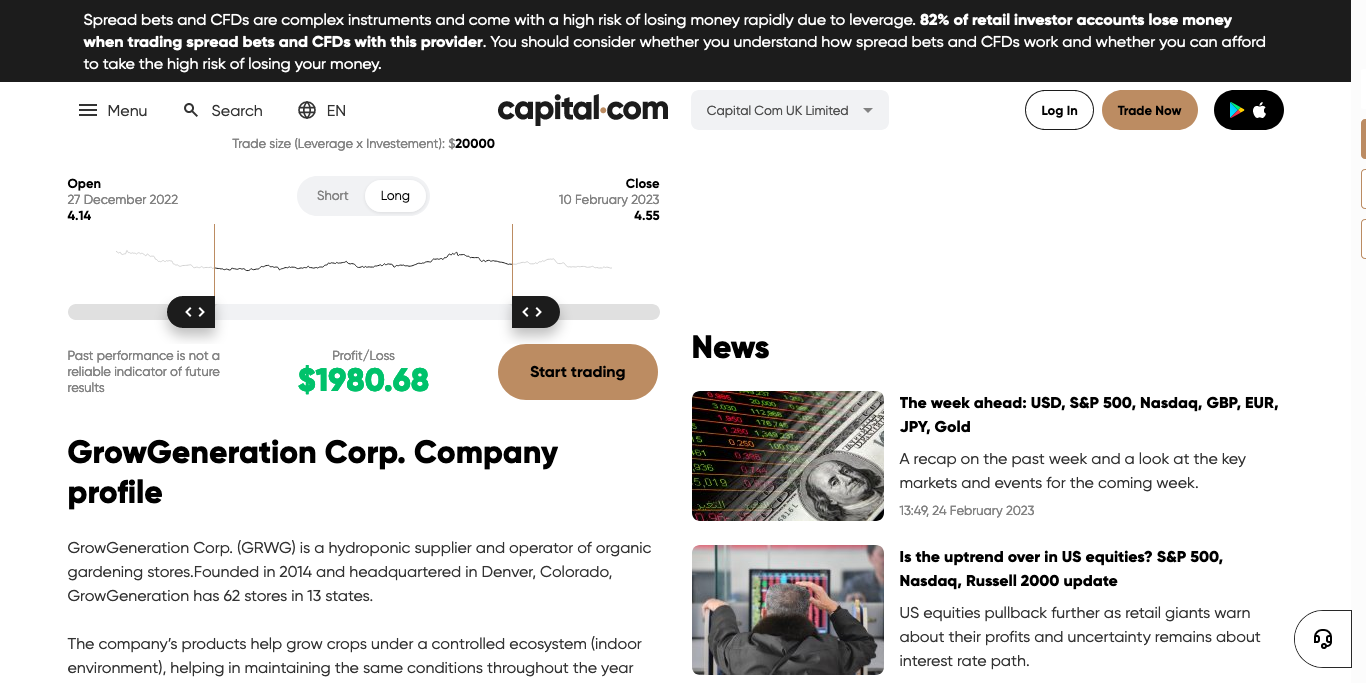 Spread bets and CFDs are complex instruments and come with a high risk of losing money rapidly due to leverage. 82% of retail investor accounts lose money
when trading spread bets and CFDs with this provider. You should consider whether you understand how spread bets and CFDs work and whether you can afford
to take the high risk of losing your money.
Menu
Search
EN
capital.com
Capital Com UK Limited
Log In
Trade Now
Trade size (Leverage x Investement): $20000
Open
27 December 2022
4.14
Short
Long
Close
10 February 2023
4.55
Past performance is not a
reliable indicator of future
results
Profit/Loss
$1980.68
Start trading
GrowGeneration Corp. Company
profile
GrowGeneration Corp. (GRWG) is a hydroponic supplier and operator of organic
gardening stores.Founded in 2014 and headquartered in Denver, Colorado,
GrowGeneration has 62 stores in 13 states.
The company’s products help grow crops under a controlled ecosystem (indoor
environment), helping in maintaining the same conditions throughout the year
News
The week ahead: USD, S&P 500, Nasdaq, GBP, EUR,
JPY, Gold
A recap on the past week and a look at the key
markets and events for the coming week.
13:49, 24 February 2023
Is the uptrend over in US equities? S&P 500,
Nasdaq, Russell 2000 update
US equities pullback further as retail giants warn
about their profits and uncertainty remains about
interest rate path.